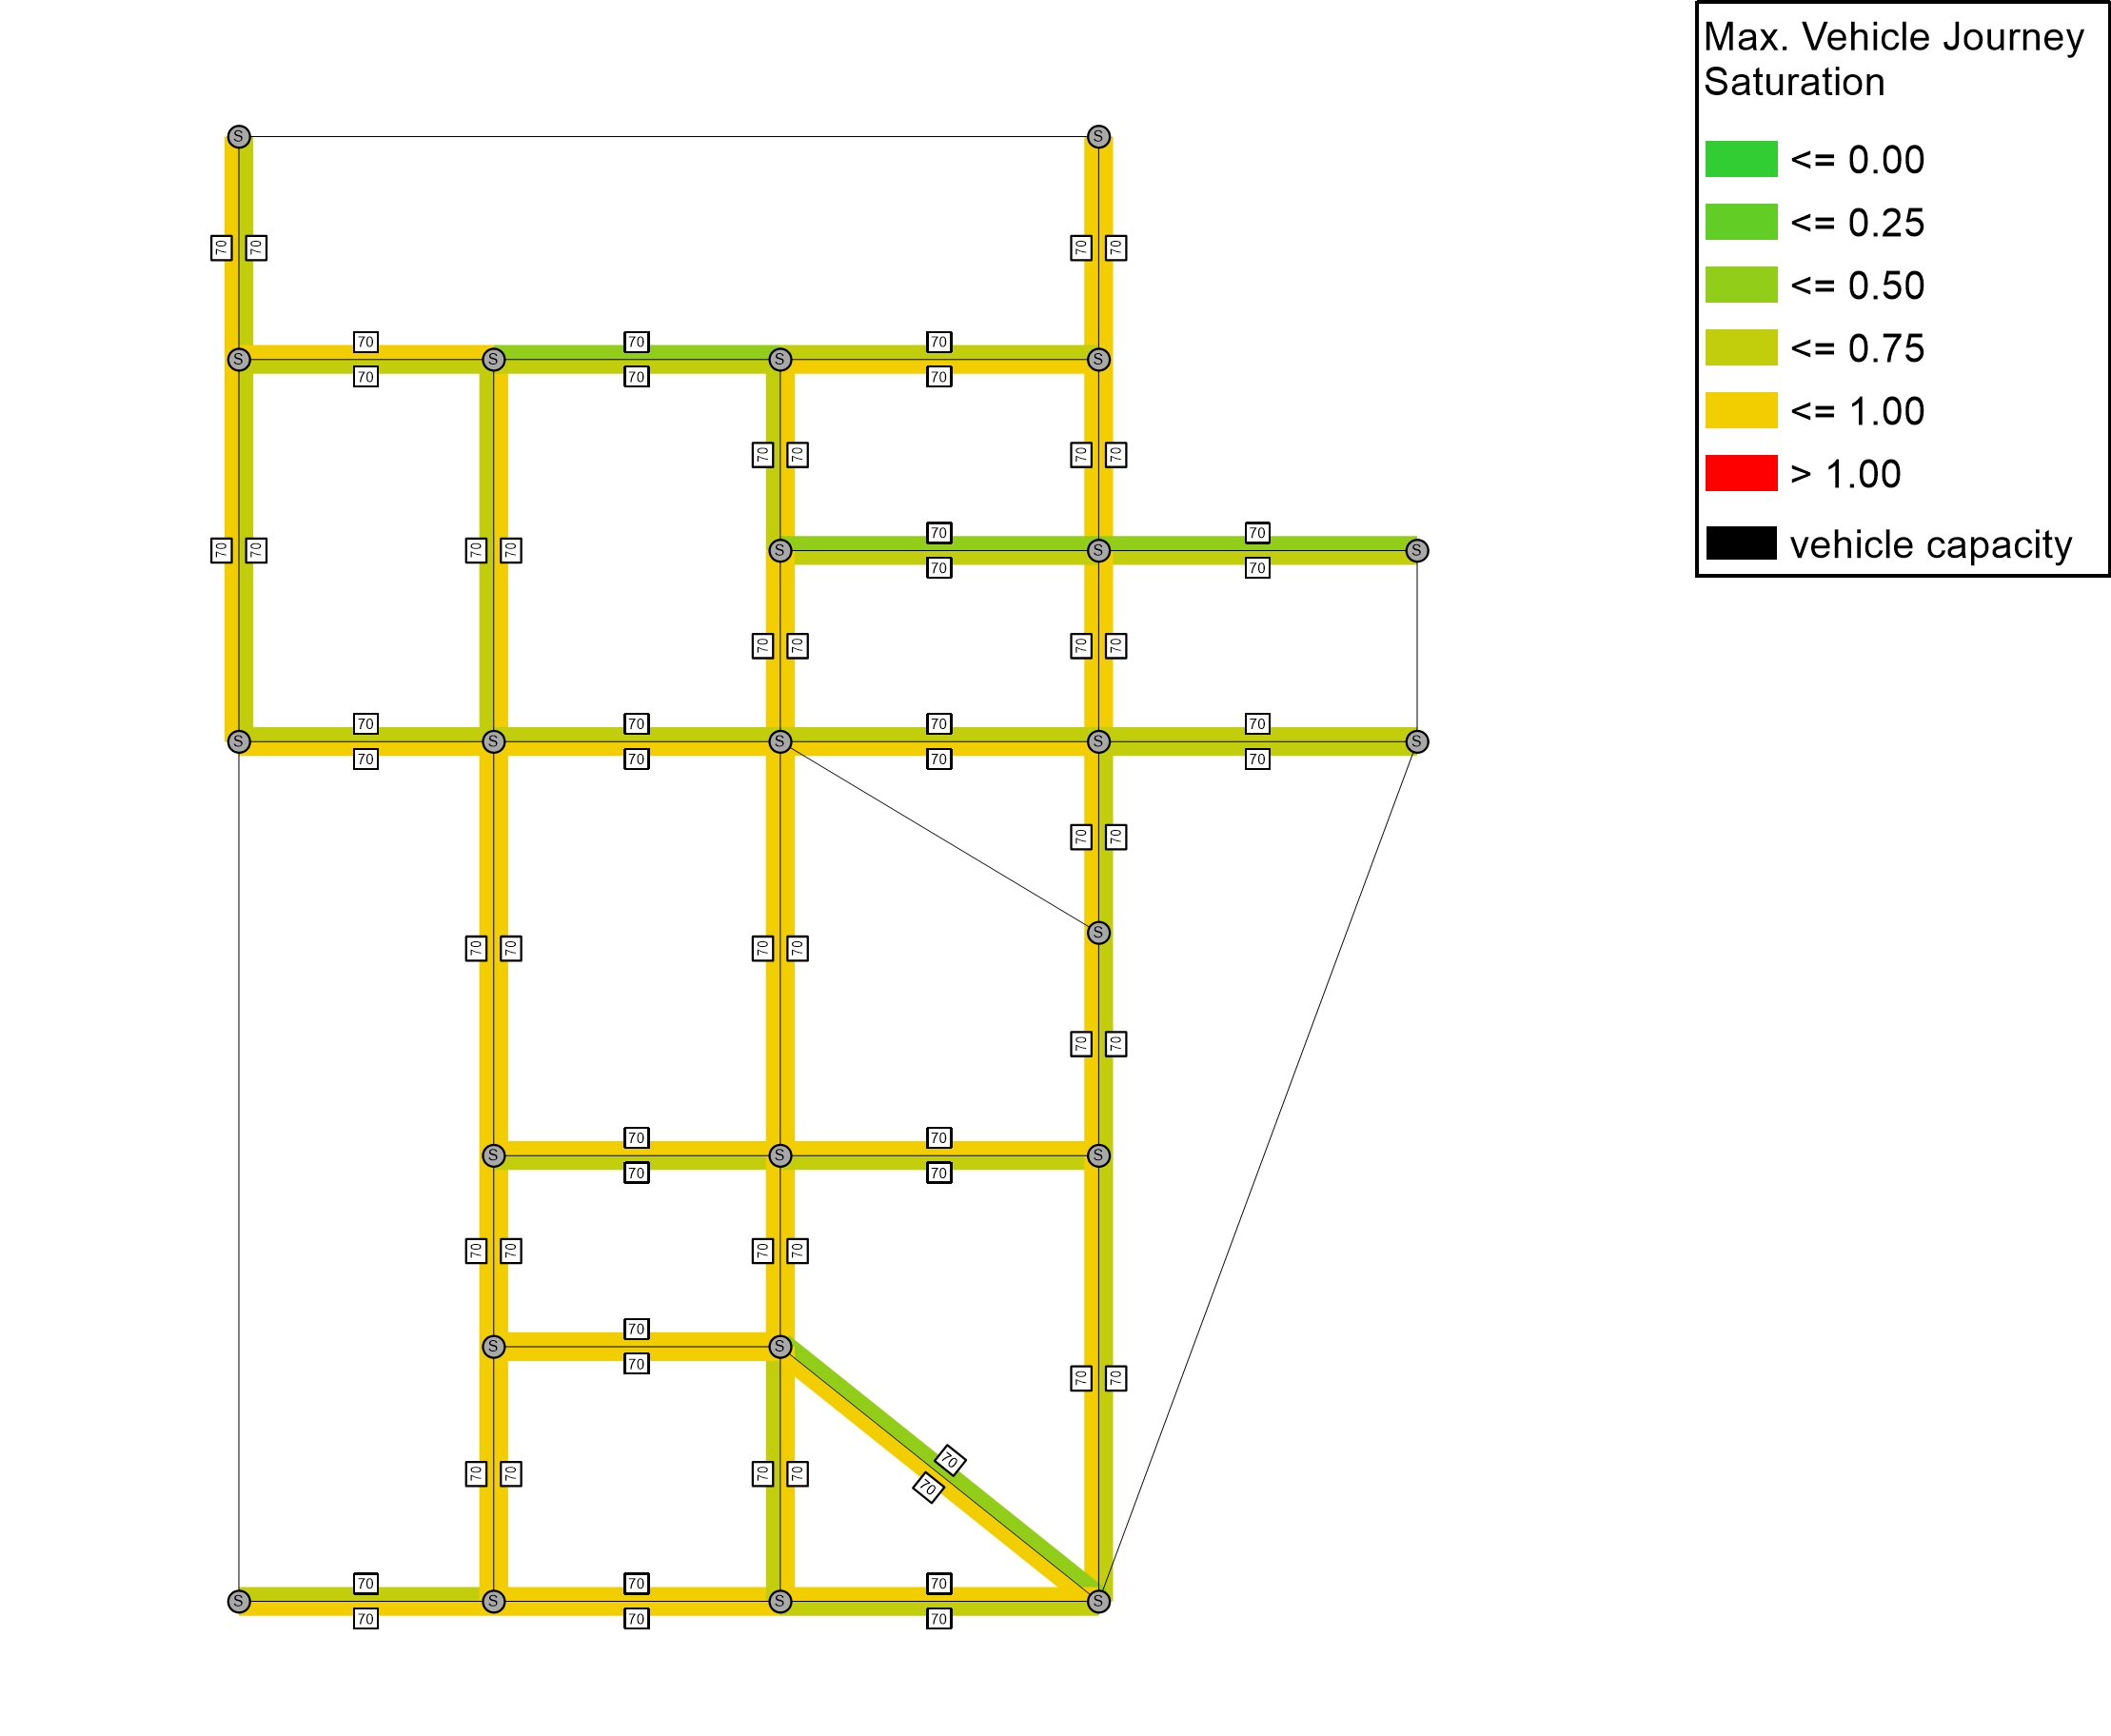 Max. Vehicle Journey
Saturation
<= 0.00
<= 0.25
<= 0.50
<= 0.75
<= 1.00
> 1.00
vehicle capacity
S S
70 70 70 70
70 70 70
S S S S
70 70 70
70 70 70 70
70 70
70 70 70 70 S S S
70 70
70 70 70 70
70 70 70 70
S S S S S
70 70 70 70
70 70
S
70 70 70 70
70 70
70 70
S S S
70 70
70 70 70 70
70
S S
70
70 70
70
70 70 70 70
70
70 70 70
S S S S
70 70 70